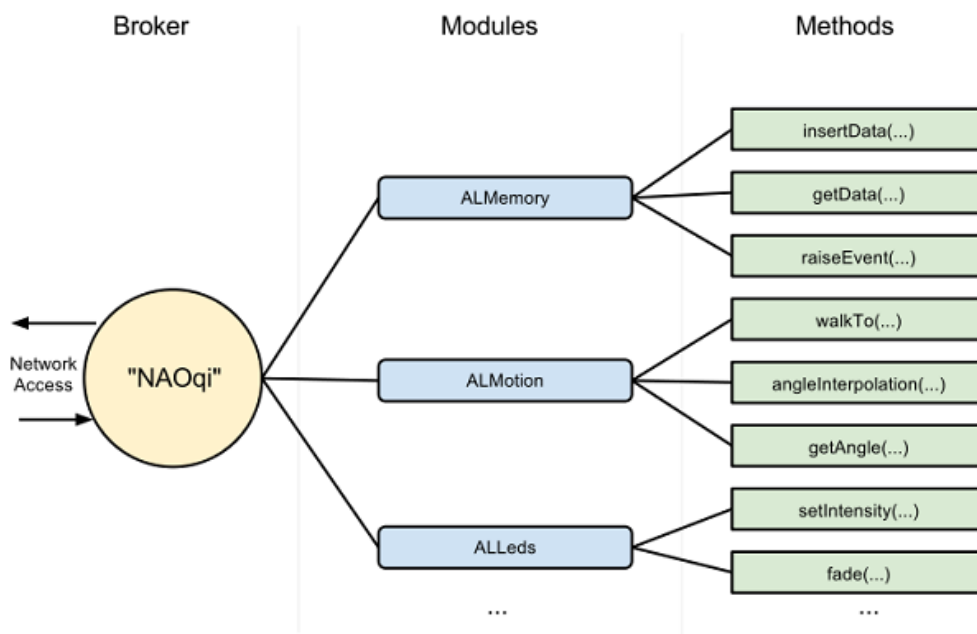 Broker
Modules
Methods
insertData(...)
ALMemory
getData(...)
raiseEvent(...)
walkTo(...)
Network
Access
"NAOqi"
ALMotion
angleInterpolation(...)
getAngle(...)
setIntensity(...)
ALLeds
fade(...)
...
...